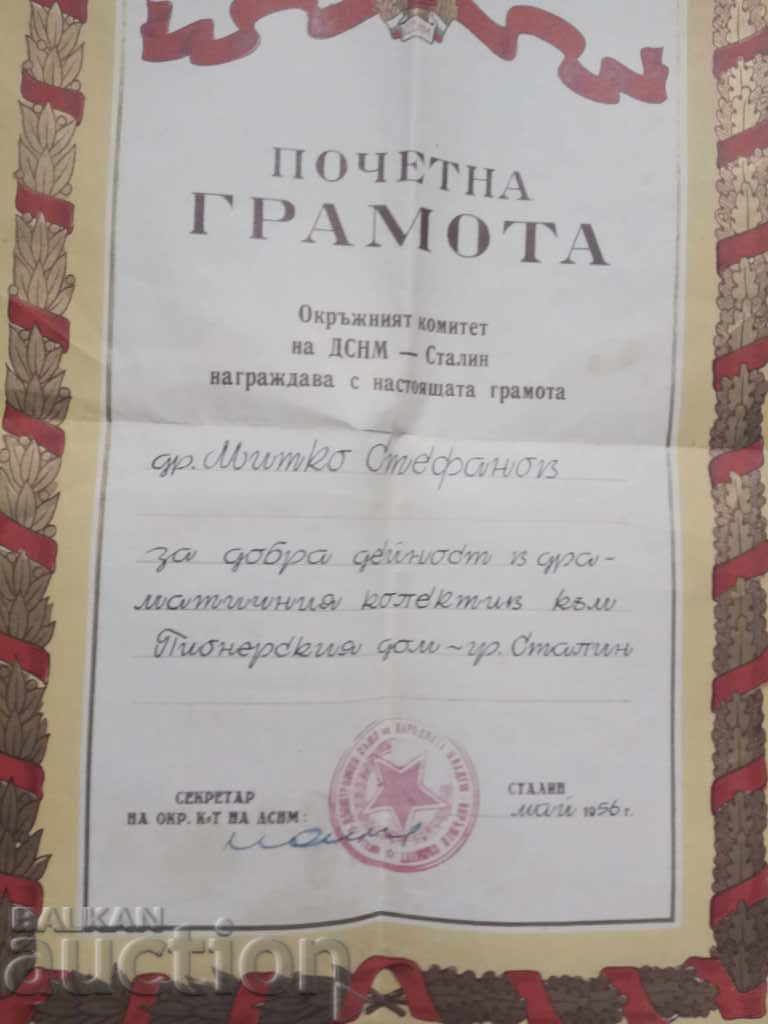 ПОЧЕТНА
ГРАМОТА
Окръжният комитет
на ДСНМ — Сталин
награждава с настоящата грамота
др. Митко Стефанов
за добра дейност в дра-
матичния колектив към
Пионерския дом – гр. Сталин
СЕКРЕТАР
НА ОКР. К-Т НА ДСНМ:
СТАЛИН
май 1956 г.
BALKAN
auction